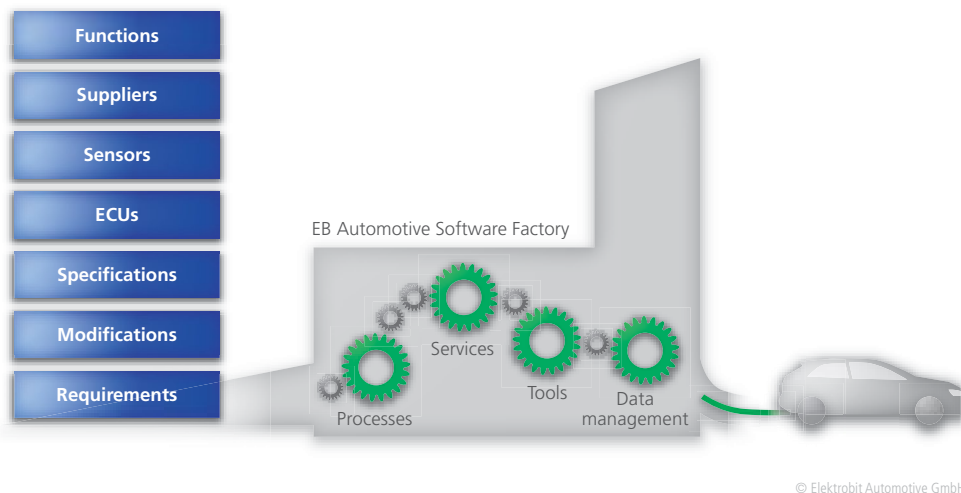 Functions
Suppliers
Sensors
ECUs
Specifications
Modifications
Requirements
EB Automotive Software Factory
Services
Processes
Tools
Data
management
© Elektrobit Automotive GmbH